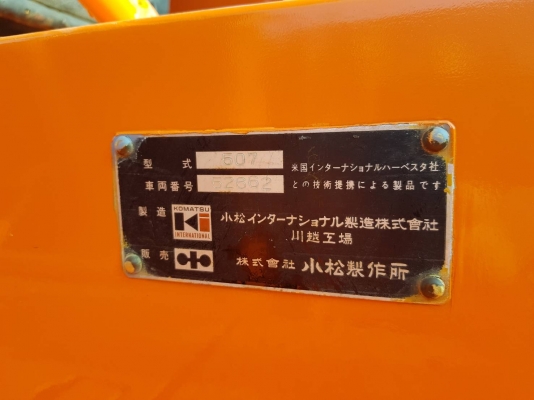 型式 507
米国インターナショナルハーベスタ社
車両番号 52662
との技術提携による製品です
製造 KOMATSU INTERNATIONAL 小松インターナショナル製造株式會社
川越工場
販売 株式會社 小松製作所